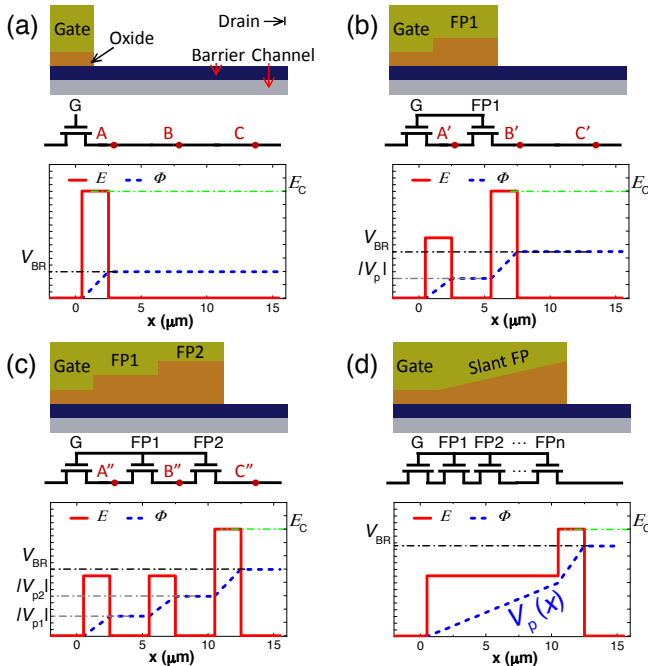 (a)
Drain
Gate
Oxide
Barrier Channel
G
A
B
C
E
Φ
E_C
V_BR
0
5
10
15
x (μm)
(b)
Gate
FP1
G
FP1
A′
B′
C′
E
Φ
E_C
V_BR
|V_p|
0
5
10
15
x (μm)
(c)
Gate
FP1
FP2
G
FP1
FP2
A″
B″
C″
E
Φ
E_C
V_BR
|V_p2|
|V_p1|
0
5
10
15
x (μm)
(d)
Gate
Slant FP
G
FP1
FP2
···
FPn
···
E
Φ
E_C
V_BR
V_p(x)
0
5
10
15
x (μm)